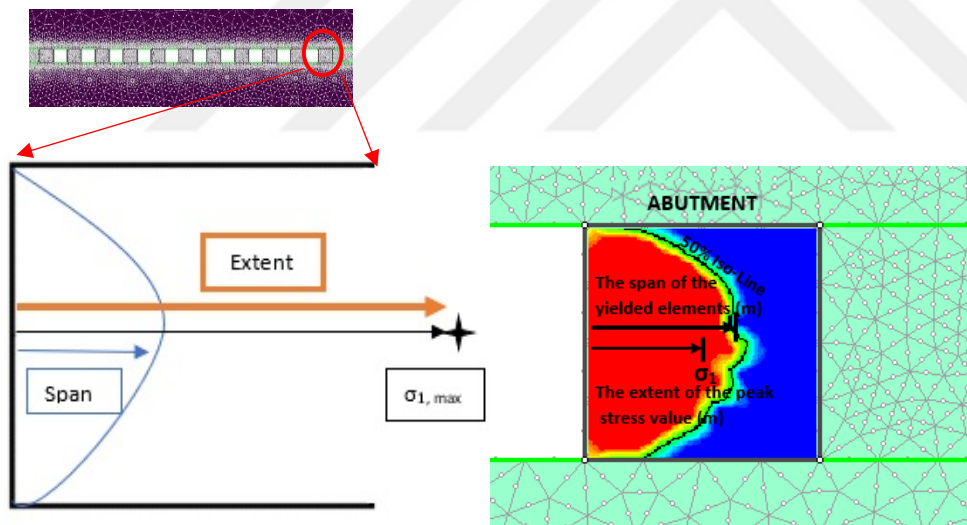 Extent
Span
σ1, max
ABUTMENT
50% Iso-Line
The span of the
yielded elements (m)
σ1
The extent of the peak
stress value (m)